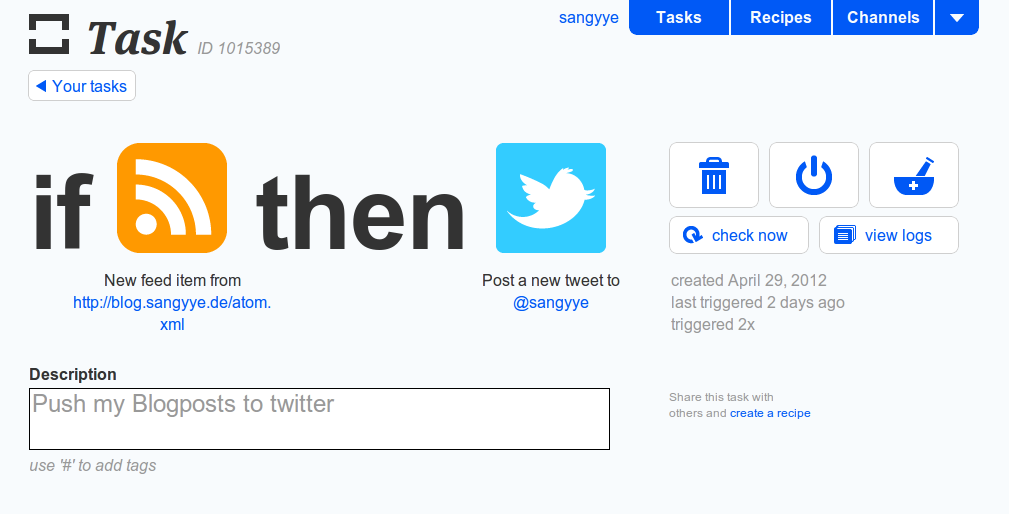 sangyye
Tasks
Recipes
Channels
Task ID 1015389
Your tasks
if then
New feed item from
http://blog.sangyye.de/atom.
xml
Post a new tweet to
@sangyye
check now
view logs
created April 29, 2012
last triggered 2 days ago
triggered 2x
Description
Push my Blogposts to twitter
use '#' to add tags
Share this task with
others and create a recipe